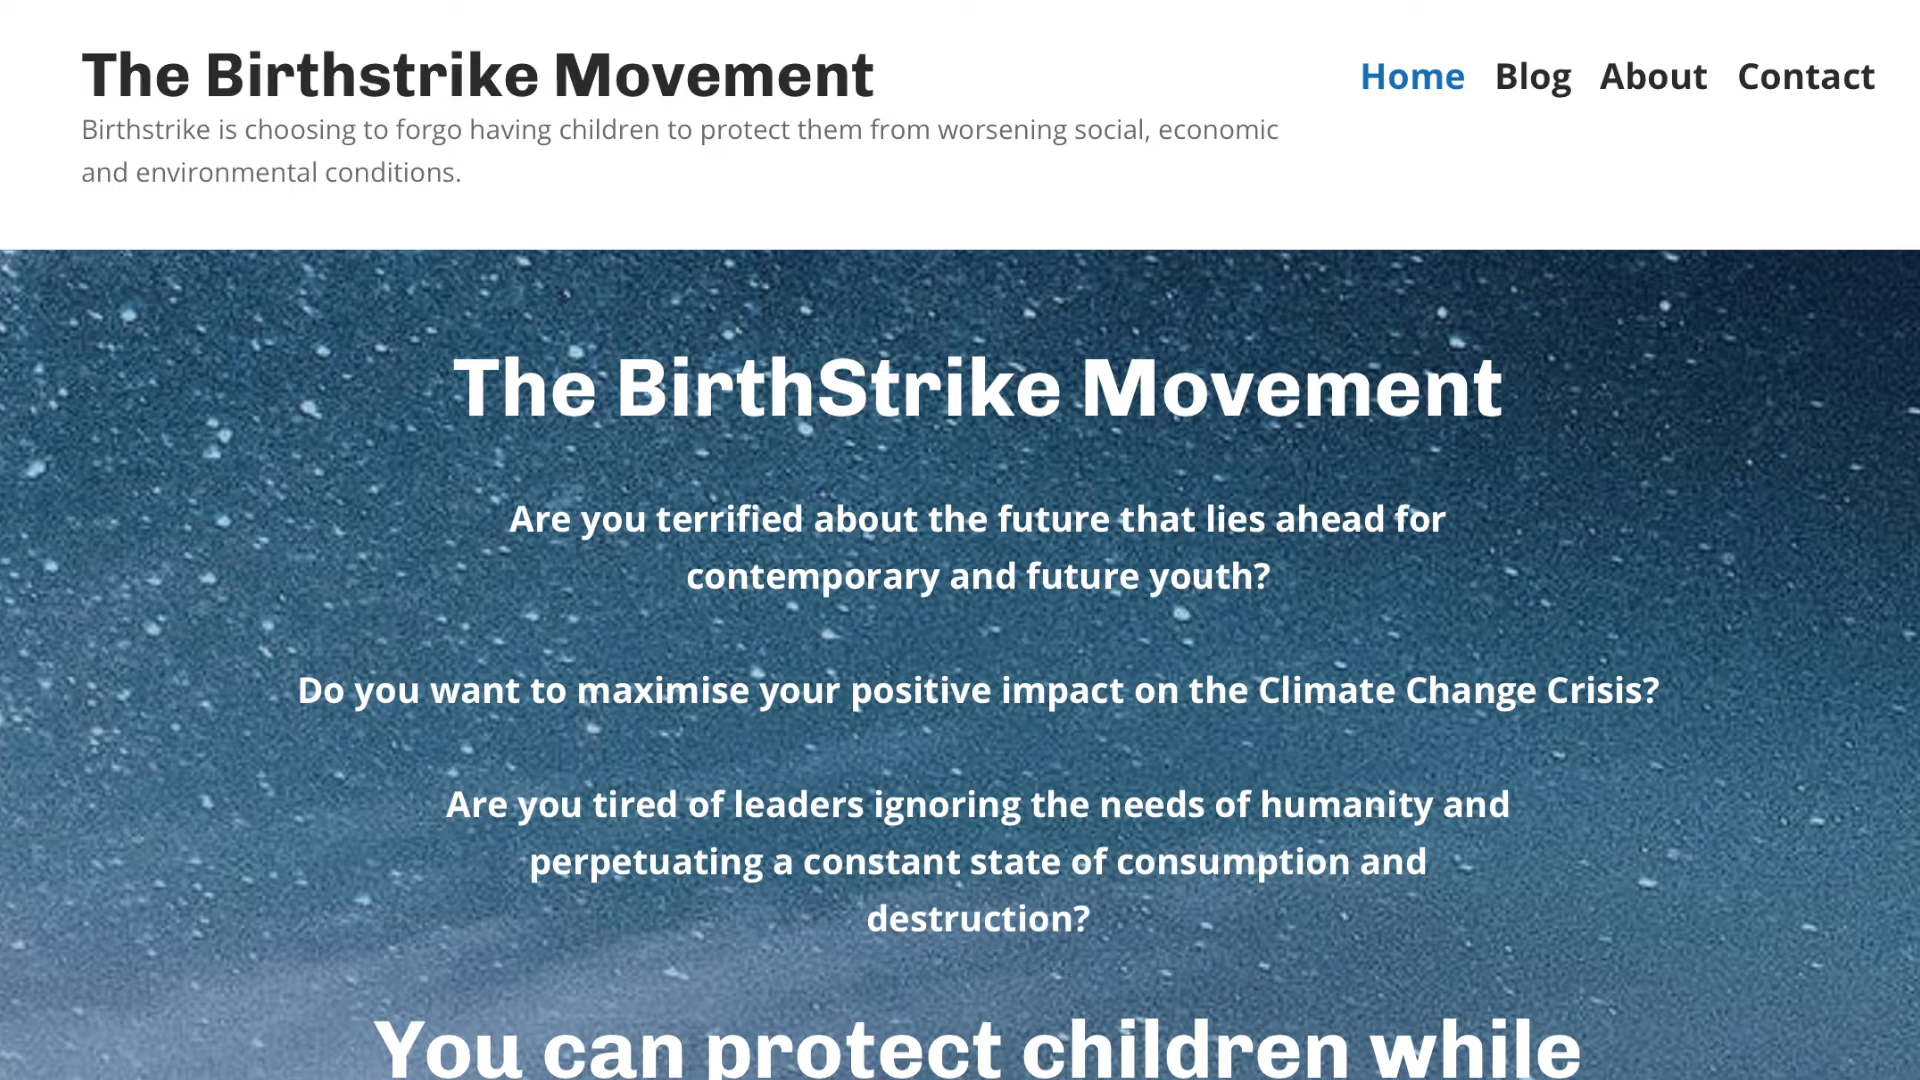 The Birthstrike Movement
Home Blog About Contact
Birthstrike is choosing to forgo having children to protect them from worsening social, economic
and environmental conditions.
The BirthStrike Movement
Are you terrified about the future that lies ahead for
contemporary and future youth?
Do you want to maximise your positive impact on the Climate Change Crisis?
Are you tired of leaders ignoring the needs of humanity and
perpetuating a constant state of consumption and
destruction?
You can protect children while